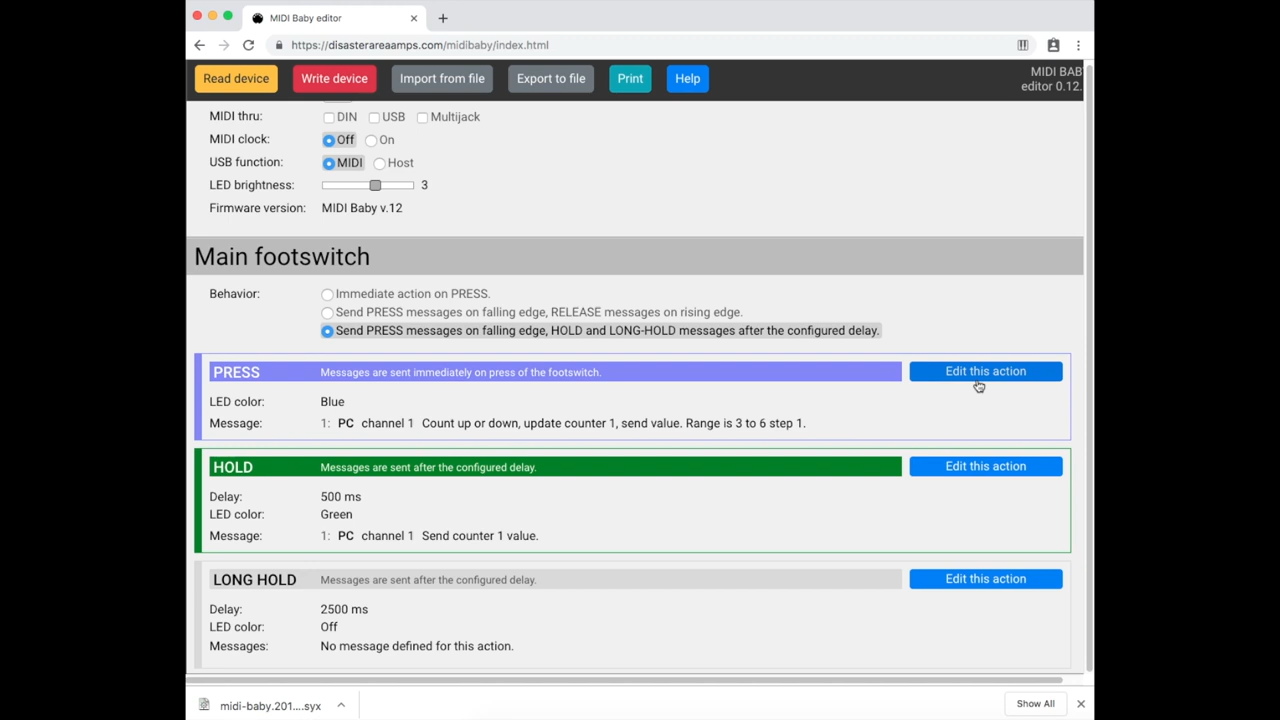 MIDI Baby editor
https://disasterareaamps.com/midibaby/index.html
Read device Write device Import from file Export to file Print Help
MIDI BAB
editor 0.12.
MIDI thru: DIN USB Multijack
MIDI clock: Off On
USB function: MIDI Host
LED brightness: 3
Firmware version: MIDI Baby v.12
Main footswitch
Behavior: Immediate action on PRESS.
Send PRESS messages on falling edge, RELEASE messages on rising edge.
Send PRESS messages on falling edge, HOLD and LONG-HOLD messages after the configured delay.
PRESS Messages are sent immediately on press of the footswitch. Edit this action
LED color: Blue
Message: 1: PC channel 1 Count up or down, update counter 1, send value. Range is 3 to 6 step 1.
HOLD Messages are sent after the configured delay. Edit this action
Delay: 500 ms
LED color: Green
Message: 1: PC channel 1 Send counter 1 value.
LONG HOLD Messages are sent after the configured delay. Edit this action
Delay: 2500 ms
LED color: Off
Messages: No message defined for this action.
midi-baby.201....syx Show All